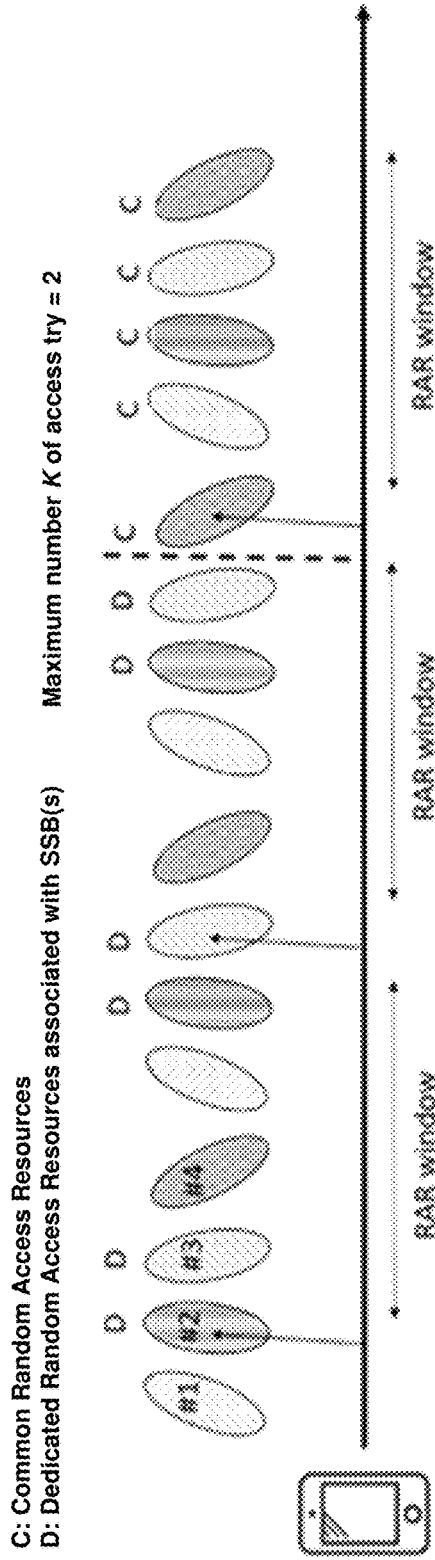 C: Common Random Access Resources
D: Dedicated Random Access Resources associated with SSB(s)
Maximum number K of access try = 2
D D D D D D C C C C C
#1 #2 #3 #4
RAR window RAR window RAR window